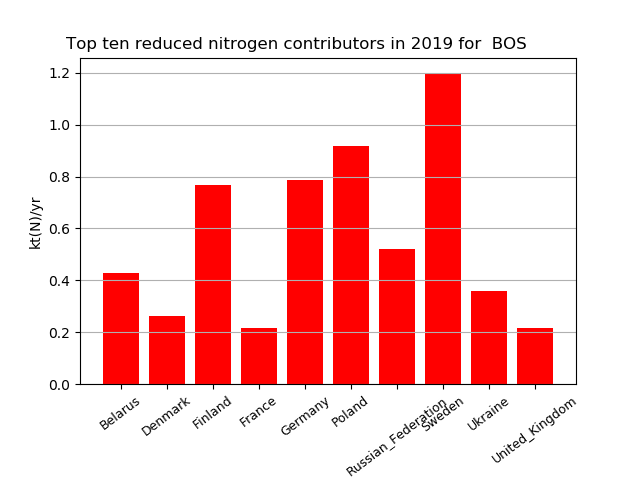 Top ten reduced nitrogen contributors in 2019 for  BOS
kt(N)/yr
1.2
1.0
0.8
0.6
0.4
0.2
0.0
Belarus
Denmark
Finland
France
Germany
Poland
Russian_Federation
Sweden
Ukraine
United_Kingdom